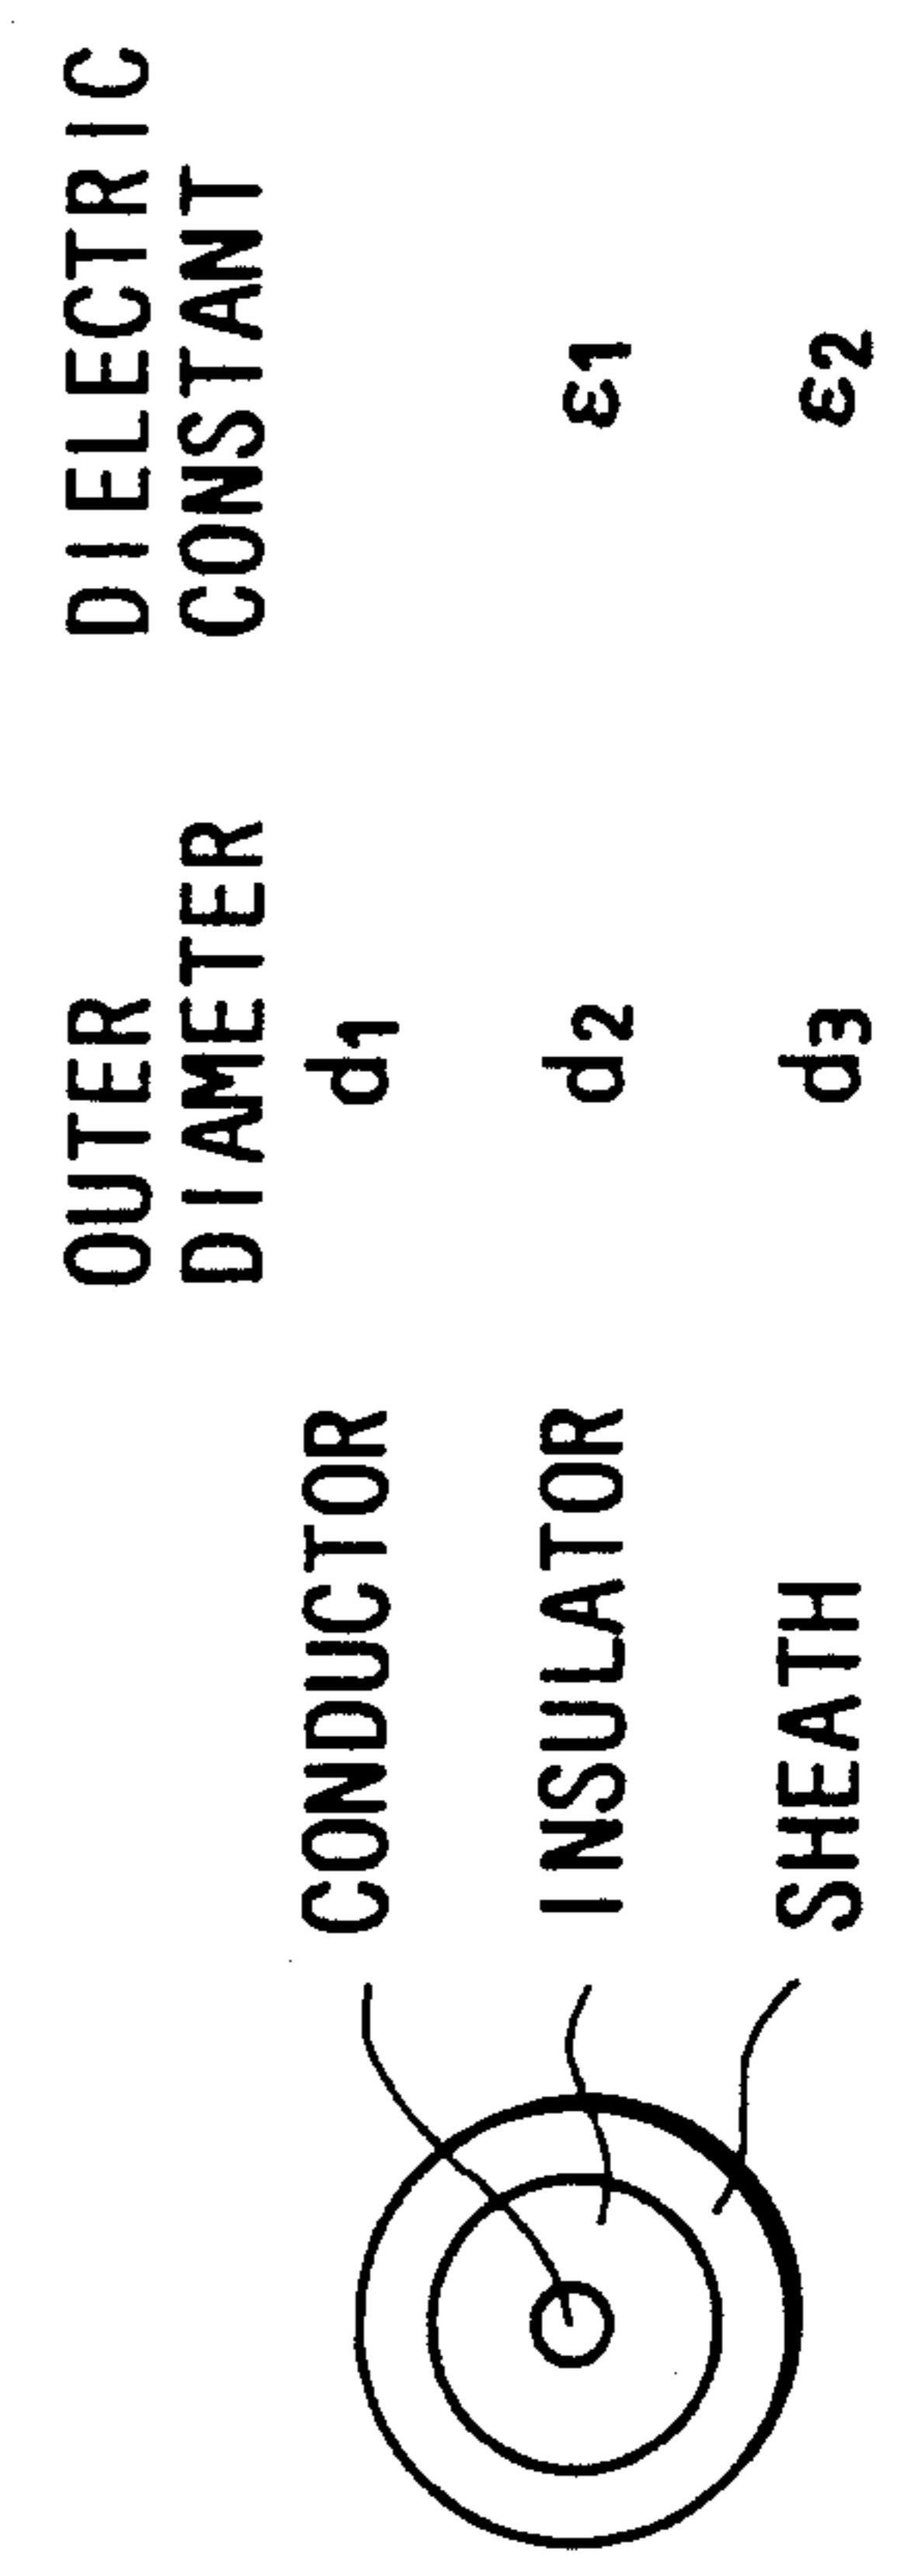 OUTER DIELECTRIC
DIAMETER CONSTANT
CONDUCTOR d1
INSULATOR d2 ε1
SHEATH d3 ε2